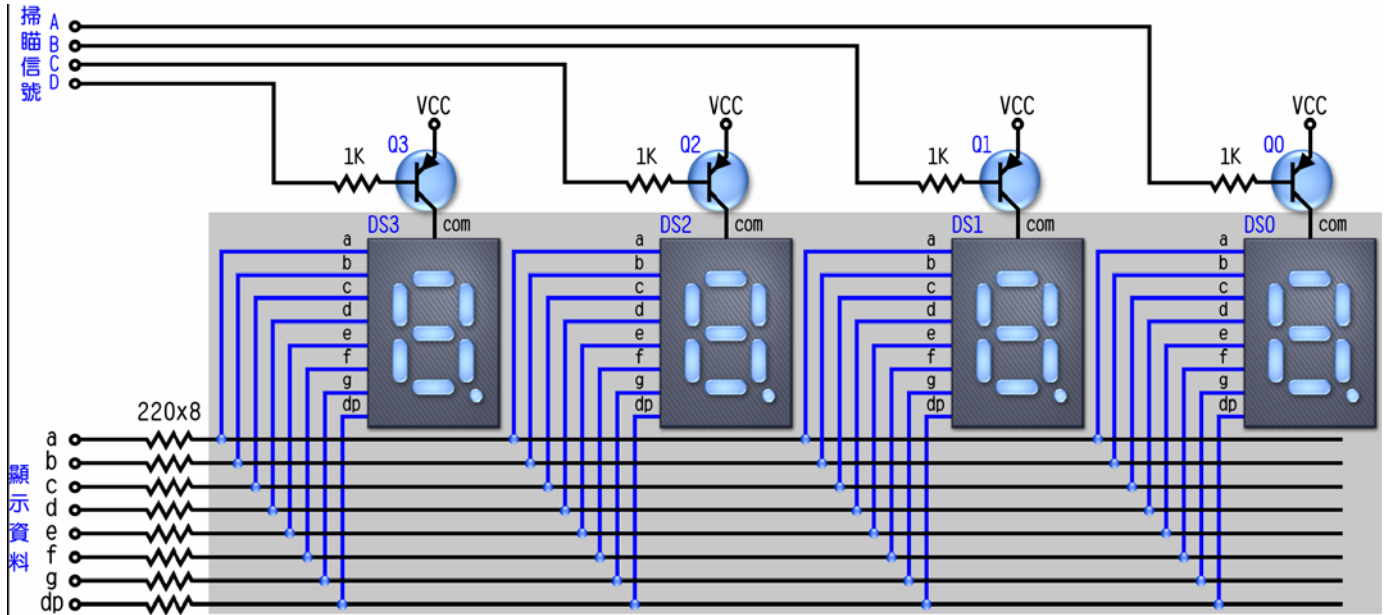 掃瞄信號
A
B
C
D
VCC
VCC
VCC
VCC
Q3
Q2
Q1
Q0
1K
1K
1K
1K
DS3
com
DS2
com
DS1
com
DS0
com
a
b
c
d
e
f
g
dp
a
b
c
d
e
f
g
dp
a
b
c
d
e
f
g
dp
a
b
c
d
e
f
g
dp
220x8
顯示資料
a
b
c
d
e
f
g
dp